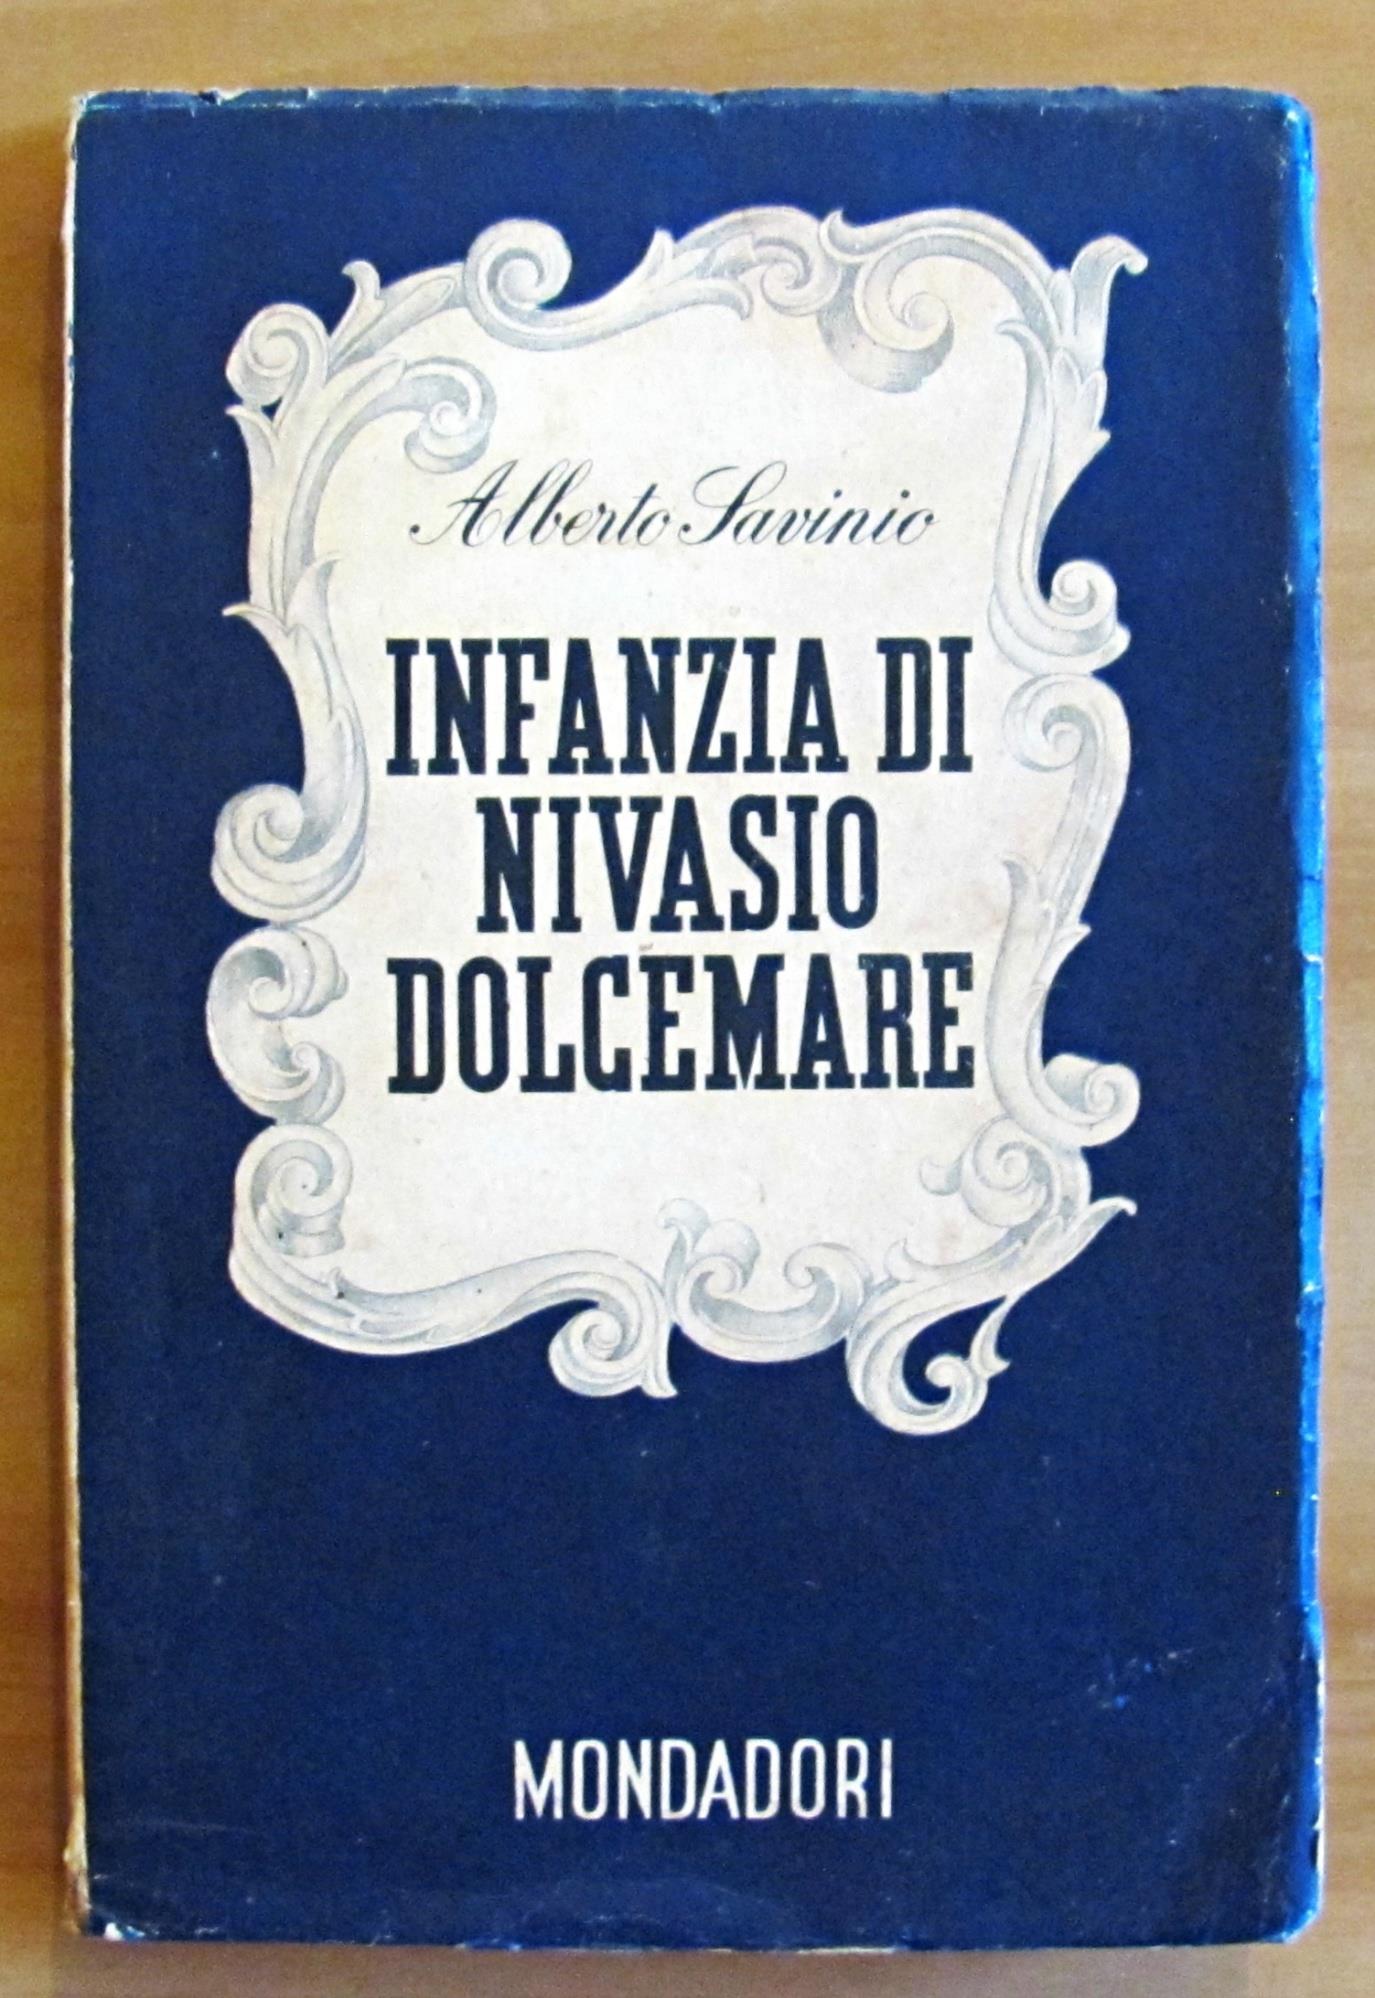 Alberto Savinio
INFANZIA DI
NIVASIO
DOLCEMARE
MONDADORI